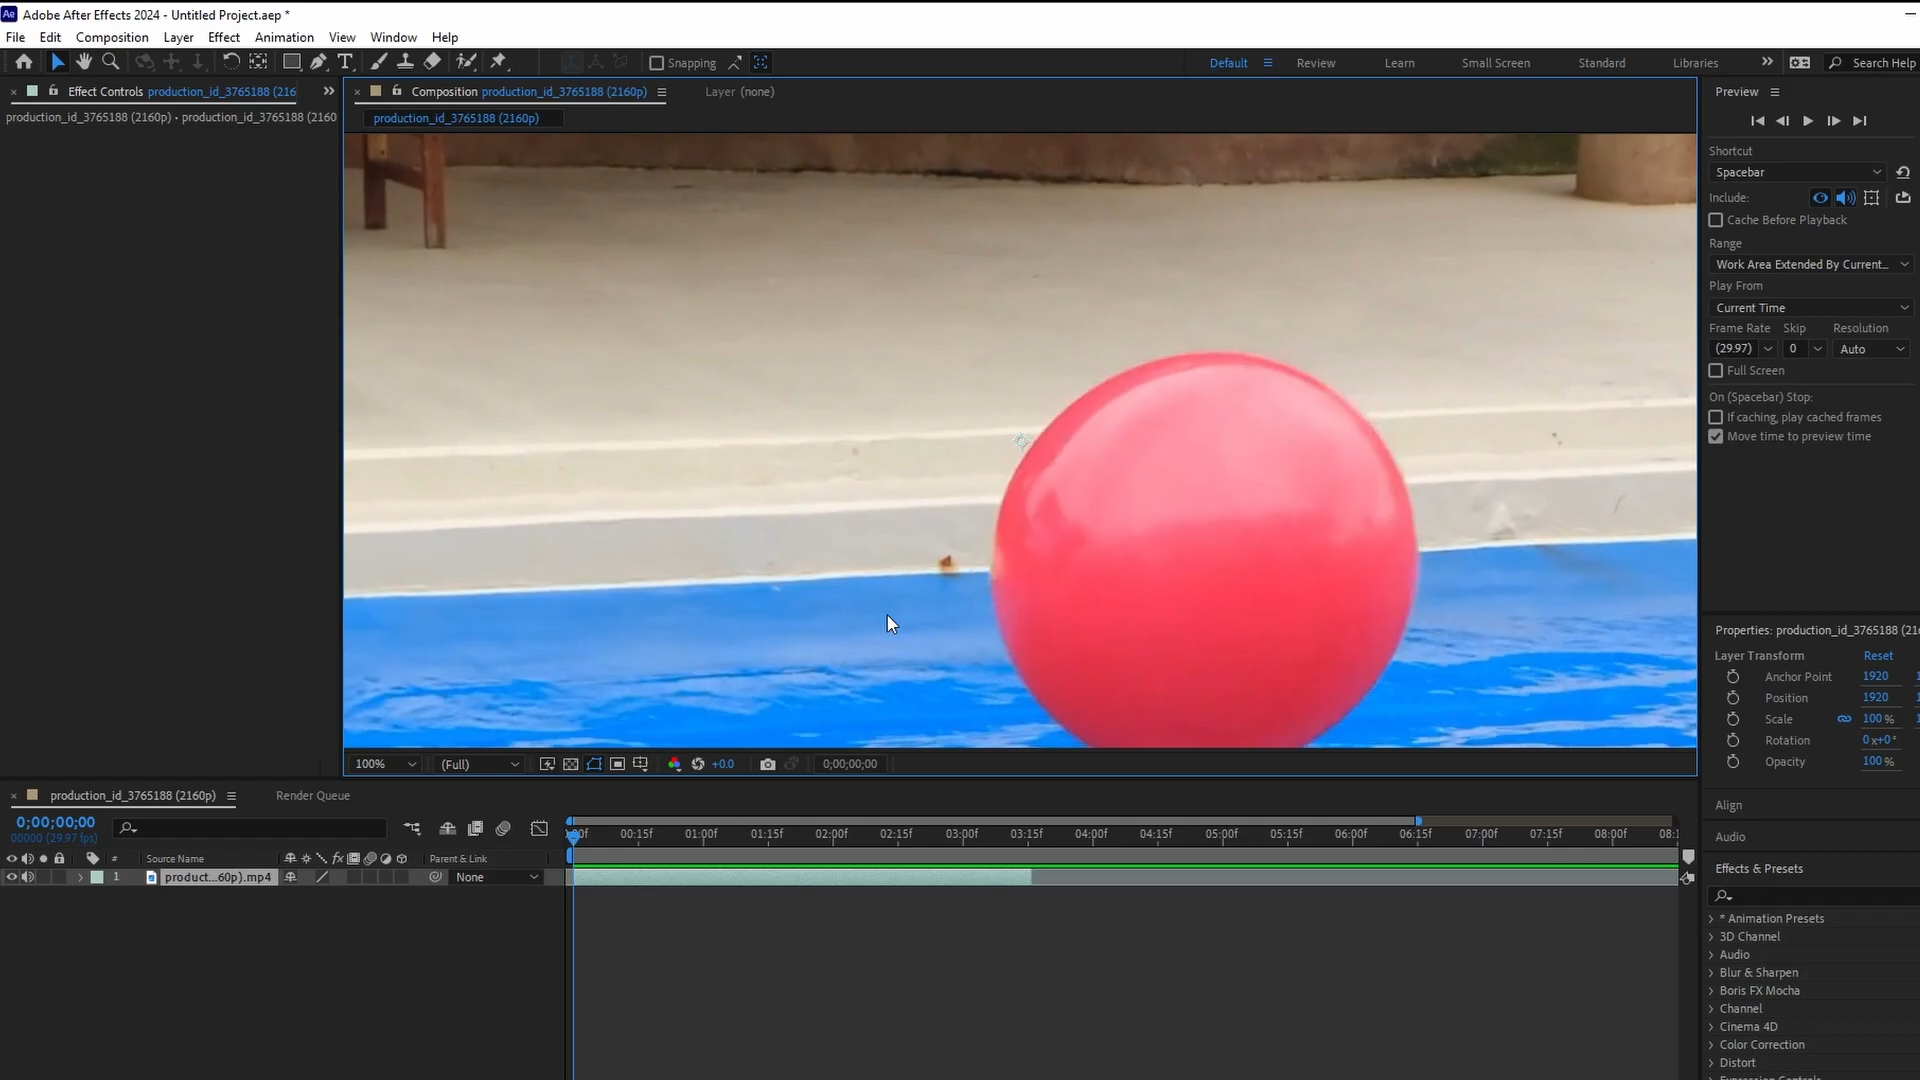 Adobe After Effects 2024 - Untitled Project.aep *
File Edit Composition Layer Effect Animation View Window Help
Snapping
Default Review Learn Small Screen Standard Libraries Search Help
Effect Controls production_id_3765188 (216
production_id_3765188 (2160p) • production_id_3765188 (2160
Composition production_id_3765188 (2160p)
Layer (none)
production_id_3765188 (2160p)
Preview
Shortcut
Spacebar
Include:
Cache Before Playback
Range
Work Area Extended By Current...
Play From
Current Time
Frame Rate Skip Resolution
(29.97) 0 Auto
Full Screen
On (Spacebar) Stop:
If caching, play cached frames
Move time to preview time
Properties: production_id_3765188 (216
Layer Transform Reset
Anchor Point 1920
Position 1920
Scale 100 %
Rotation 0x+0°
Opacity 100 %
Align
Audio
Effects & Presets
* Animation Presets
3D Channel
Audio
Blur & Sharpen
Boris FX Mocha
Channel
Cinema 4D
Color Correction
Distort
100% (Full) +0.0 0;00;00;00
production_id_3765188 (2160p) Render Queue
0;00;00;00
00000 (29.97 fps)
00f 00:15f 01:00f 01:15f 02:00f 02:15f 03:00f 03:15f 04:00f 04:15f 05:00f 05:15f 06:00f 06:15f 07:00f 07:15f 08:00f 08:1
# Source Name fx Parent & Link
1 product...60p).mp4 None